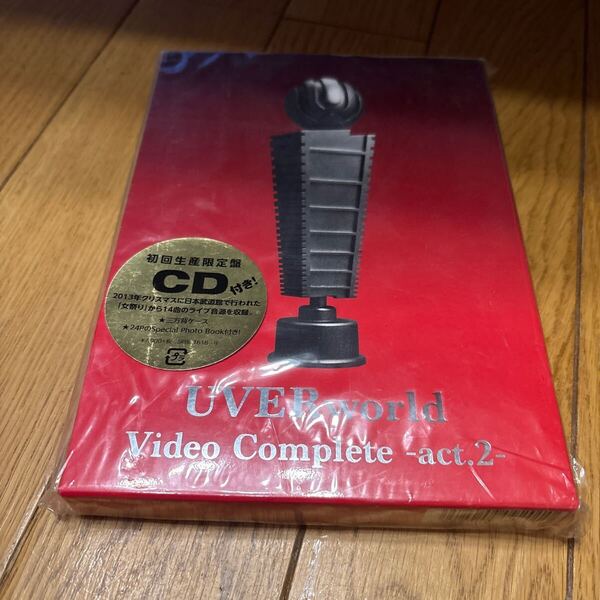 初回生産限定盤
CD付き!
2013年クリスマスに日本武道館で行われた
「女祭り」から14曲のライブ音源を収録。
★三方背ケース
★24PのSpecial Photo Book付き!
プラ
UVERworld
Video Complete -act.2-